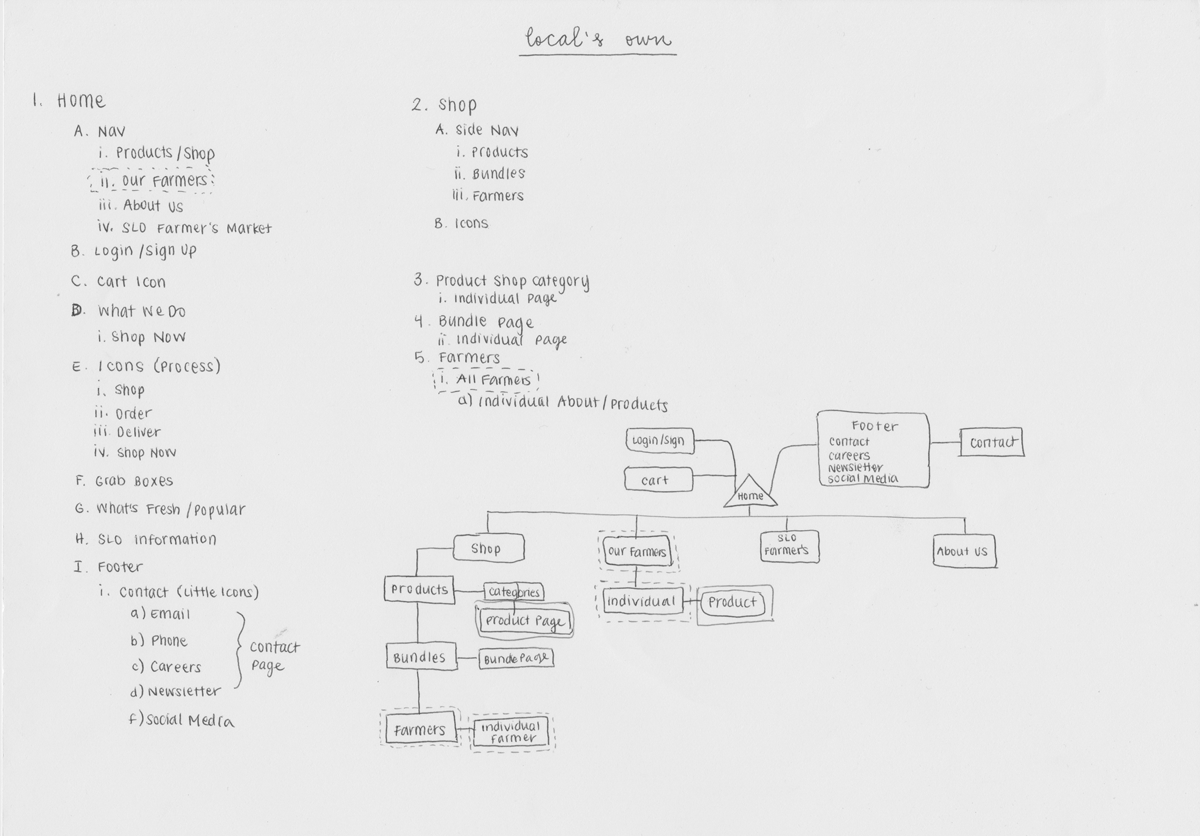 local's own
1. Home
A. Nav
i. Products/Shop
ii. Our Farmers
iii. About Us
iv. SLO Farmer's Market
B. Login/Sign Up
C. Cart Icon
D. What We Do
i. Shop Now
E. Icons (Process)
i. Shop
ii. Order
iii. Deliver
iv. Shop Now
F. Grab Boxes
G. What's Fresh/Popular
H. SLO Information
I. Footer
i. Contact (Little Icons)
a) Email
b) Phone
c) Careers
d) Newsletter
f) Social Media
contact
Page
2. Shop
A. Side Nav
i. Products
ii. Bundles
iii. Farmers
B. Icons
3. Product Shop Category
i. Individual Page
4. Bundle Page
ii. Individual Page
5. Farmers
i. All Farmers
a) Individual About/Products
Login/Sign
cart
Home
Footer
contact
careers
Newsletter
social Media
contact
Shop
our Farmers
SLO
Farmer's
About Us
Products
categories
Product Page
Individual
Product
Bundles
Bunde Page
Farmers
Individual
Farmer